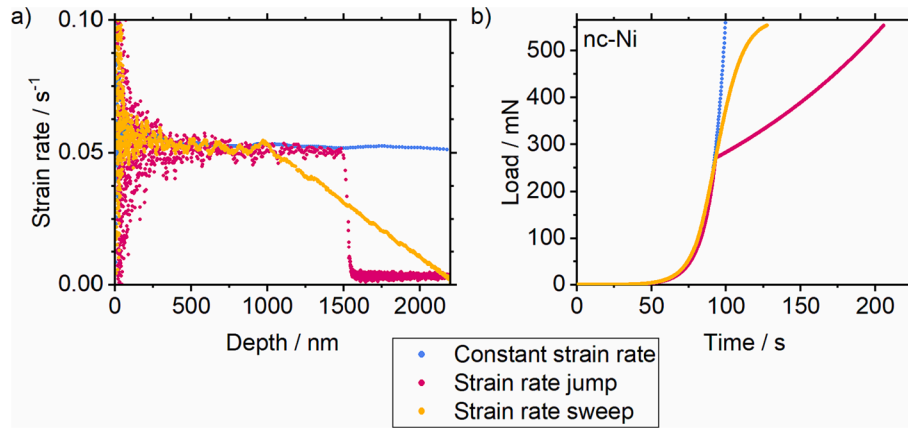 a)
0.10
0.05
0.00
Strain rate / s⁻¹
0 500 1000 1500 2000
Depth / nm
b)
nc-Ni
500
400
300
200
100
0
Load / mN
0 50 100 150 200
Time / s
Constant strain rate
Strain rate jump
Strain rate sweep